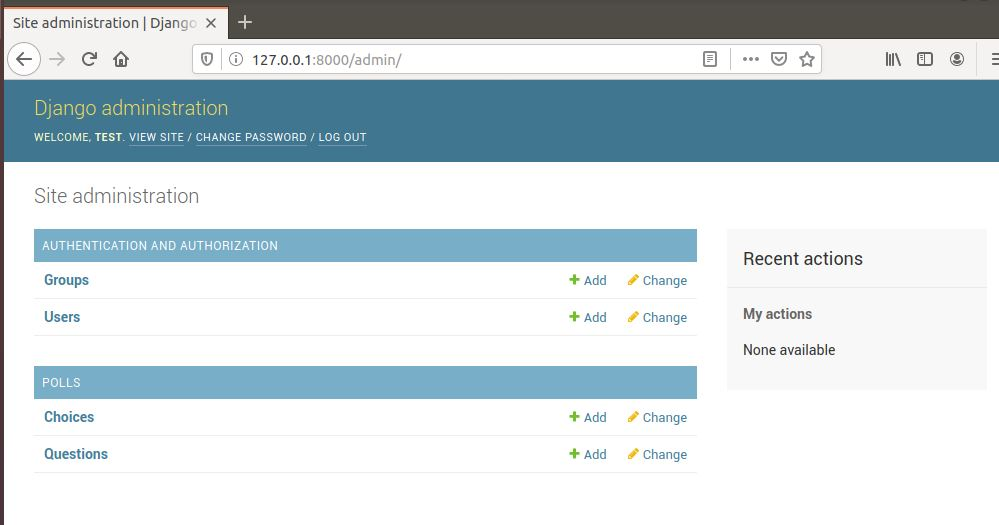 Site administration | Django
127.0.0.1:8000/admin/
Django administration
WELCOME, TEST. VIEW SITE / CHANGE PASSWORD / LOG OUT
Site administration
AUTHENTICATION AND AUTHORIZATION
Groups Add Change
Users Add Change
POLLS
Choices Add Change
Questions Add Change
Recent actions
My actions
None available